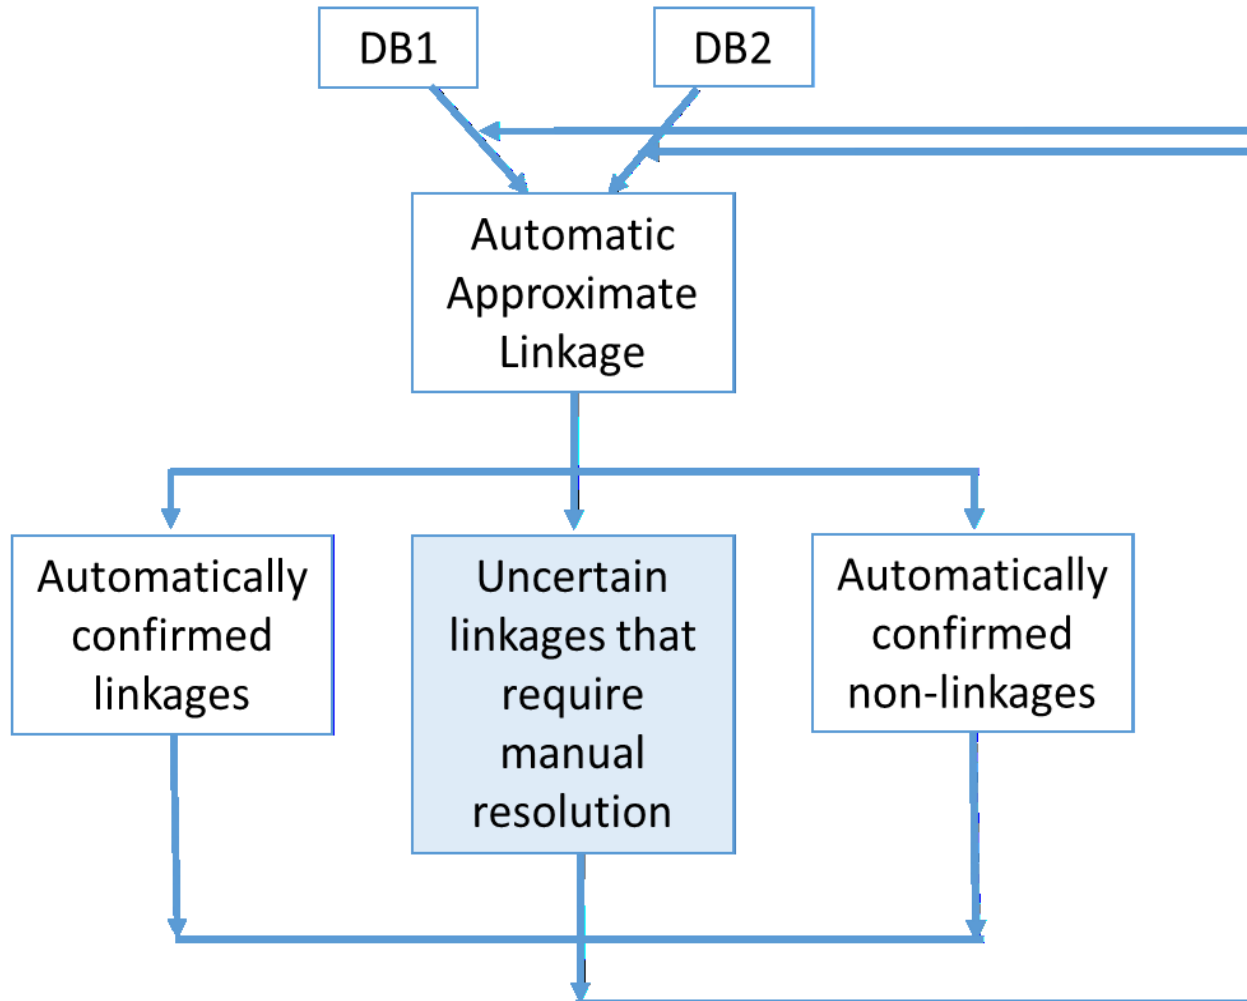 DB1
DB2
Automatic
Approximate
Linkage
Automatically
confirmed
linkages
Uncertain
linkages that
require
manual
resolution
Automatically
confirmed
non-linkages